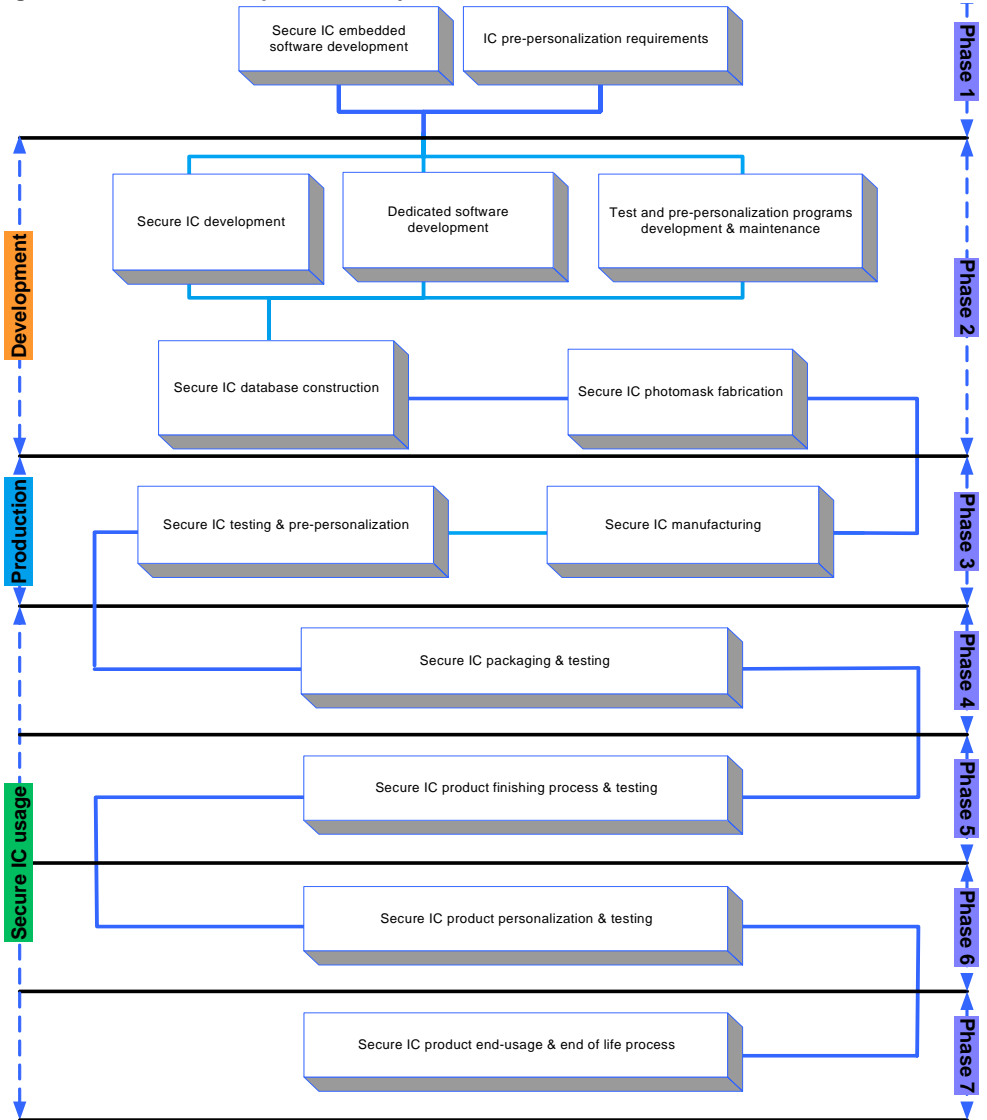 Secure IC embedded
software development
IC pre-personalization requirements
Phase 1
Development
Secure IC development
Dedicated software
development
Test and pre-personalization programs
development & maintenance
Phase 2
Secure IC database construction
Secure IC photomask fabrication
Production
Secure IC testing & pre-personalization
Secure IC manufacturing
Phase 3
Secure IC usage
Secure IC packaging & testing
Phase 4
Secure IC product finishing process & testing
Phase 5
Secure IC product personalization & testing
Phase 6
Secure IC product end-usage & end of life process
Phase 7